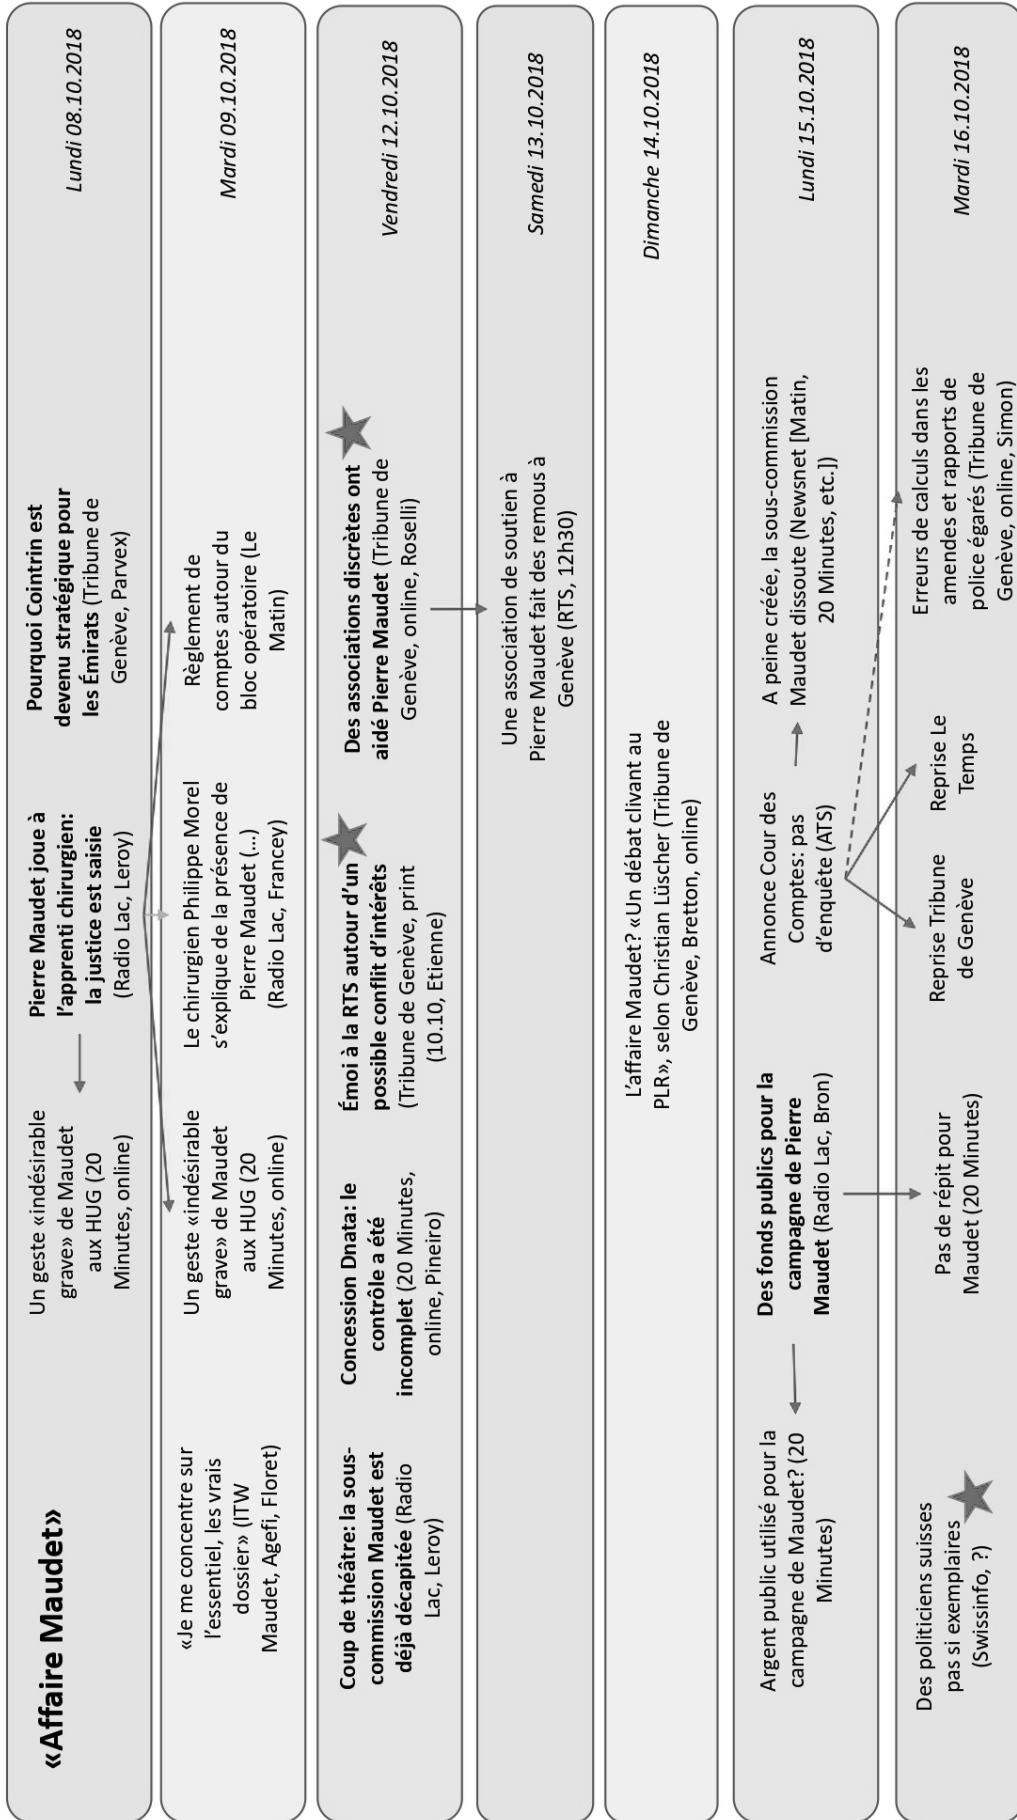 «Affaire Maudet»
Un geste «indésirable
grave» de Maudet
aux HUG (20
Minutes, online)
Pierre Maudet joue à
l'apprenti chirurgien:
la justice est saisie
(Radio Lac, Leroy)
Pourquoi Cointrin est
devenu stratégique pour
les Émirats (Tribune de
Genève, Parvex)
Lundi 08.10.2018
«Je me concentre sur
l'essentiel, les vrais
dossier» (ITW
Maudet, Agefi, Floret)
Un geste «indésirable
grave» de Maudet
aux HUG (20
Minutes, online)
Le chirurgien Philippe Morel
s'explique de la présence de
Pierre Maudet (...)
(Radio Lac, Francey)
Règlement de
comptes autour du
bloc opératoire (Le
Matin)
Mardi 09.10.2018
Coup de théâtre: la sous-
commission Maudet est
déjà décapitée (Radio
Lac, Leroy)
Concession Dnata: le
contrôle a été
incomplet (20 Minutes,
online, Pineiro)
Émoi à la RTS autour d'un
possible conflit d'intérêts
(Tribune de Genève, print
(10.10, Etienne)
Des associations discrètes ont
aidé Pierre Maudet (Tribune de
Genève, online, Roselli)
Vendredi 12.10.2018
Une association de soutien à
Pierre Maudet fait des remous à
Genève (RTS, 12h30)
Samedi 13.10.2018
L'affaire Maudet? «Un débat clivant au
PLR», selon Christian Lüscher (Tribune de
Genève, Bretton, online)
Dimanche 14.10.2018
Argent public utilisé pour la
campagne de Maudet? (20
Minutes)
Des fonds publics pour la
campagne de Pierre
Maudet (Radio Lac, Bron)
Annonce Cour des
Comptes: pas
d'enquête (ATS)
A peine créée, la sous-commission
Maudet dissoute (Newsnet [Matin,
20 Minutes, etc.])
Lundi 15.10.2018
Des politiciens suisses
pas si exemplaires
(Swissinfo, ?)
Pas de répit pour
Maudet (20 Minutes)
Reprise Tribune
de Genève
Reprise Le
Temps
Erreurs de calculs dans les
amendes et rapports de
police égarés (Tribune de
Genève, online, Simon)
Mardi 16.10.2018